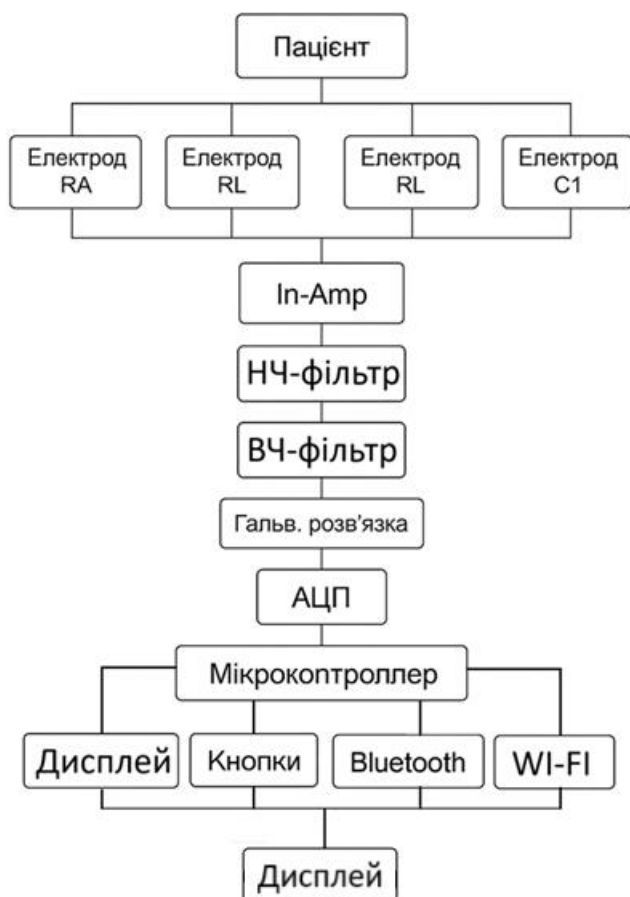 Пацієнт
Електрод
RA
Електрод
RL
Електрод
RL
Електрод
C1
In-Amp
НЧ-фільтр
ВЧ-фільтр
Гальв. розв'язка
АЦП
Мікрокоптроллер
Дисплей
Кнопки
Bluetooth
WI-FI
Дисплей